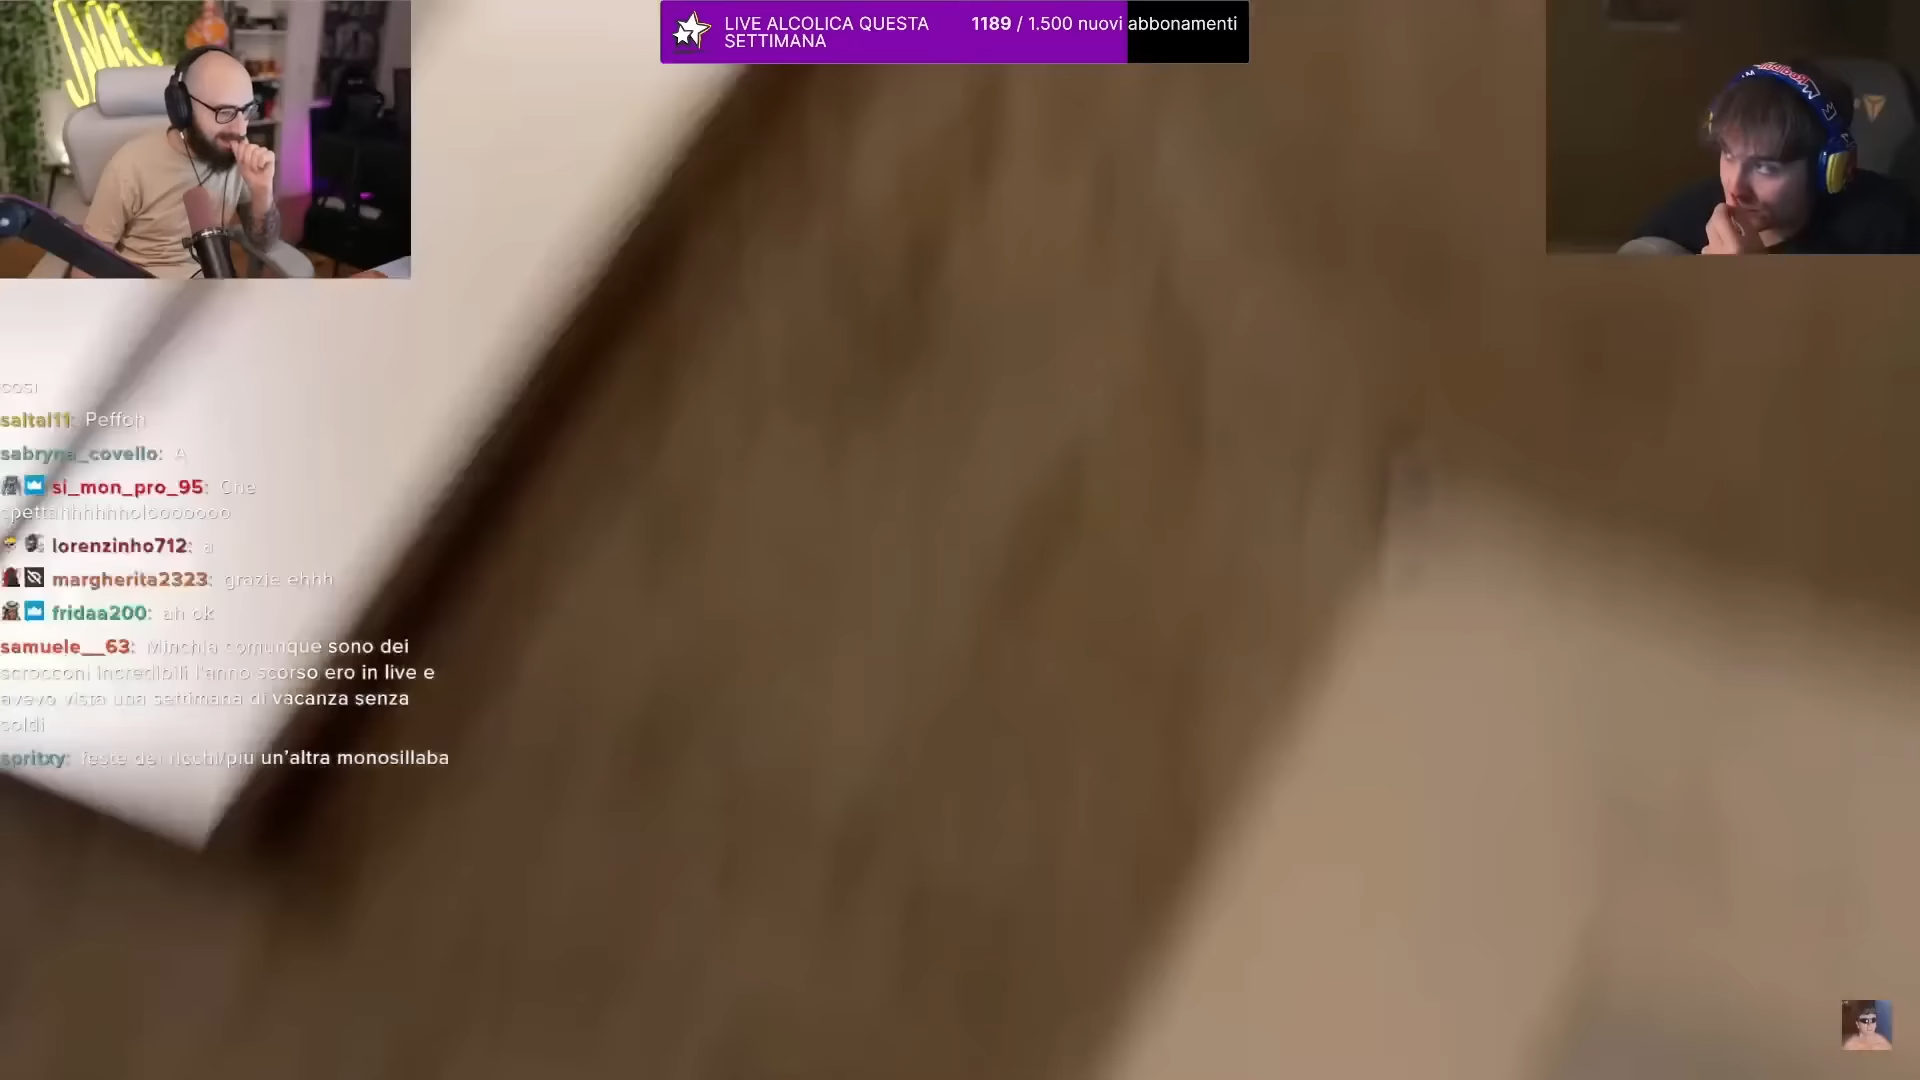 LIVE ALCOLICA QUESTA
SETTIMANA
1189 / 1.500 nuovi abbonamenti
così
saltal11: Peffoh
sabryna_covello: A
si_mon_pro_95: One
lorenzinho712: a
margherita2323: grazie ehhh
fridaa200: ah ok
samuele__63: Minchia comunque sono dei
scrocconi incredibili l'anno scorso ero in live e
avevo vista una settimana di vacanza senza
soldi
spritxy: feste dei ricchi/più un'altra monosillaba